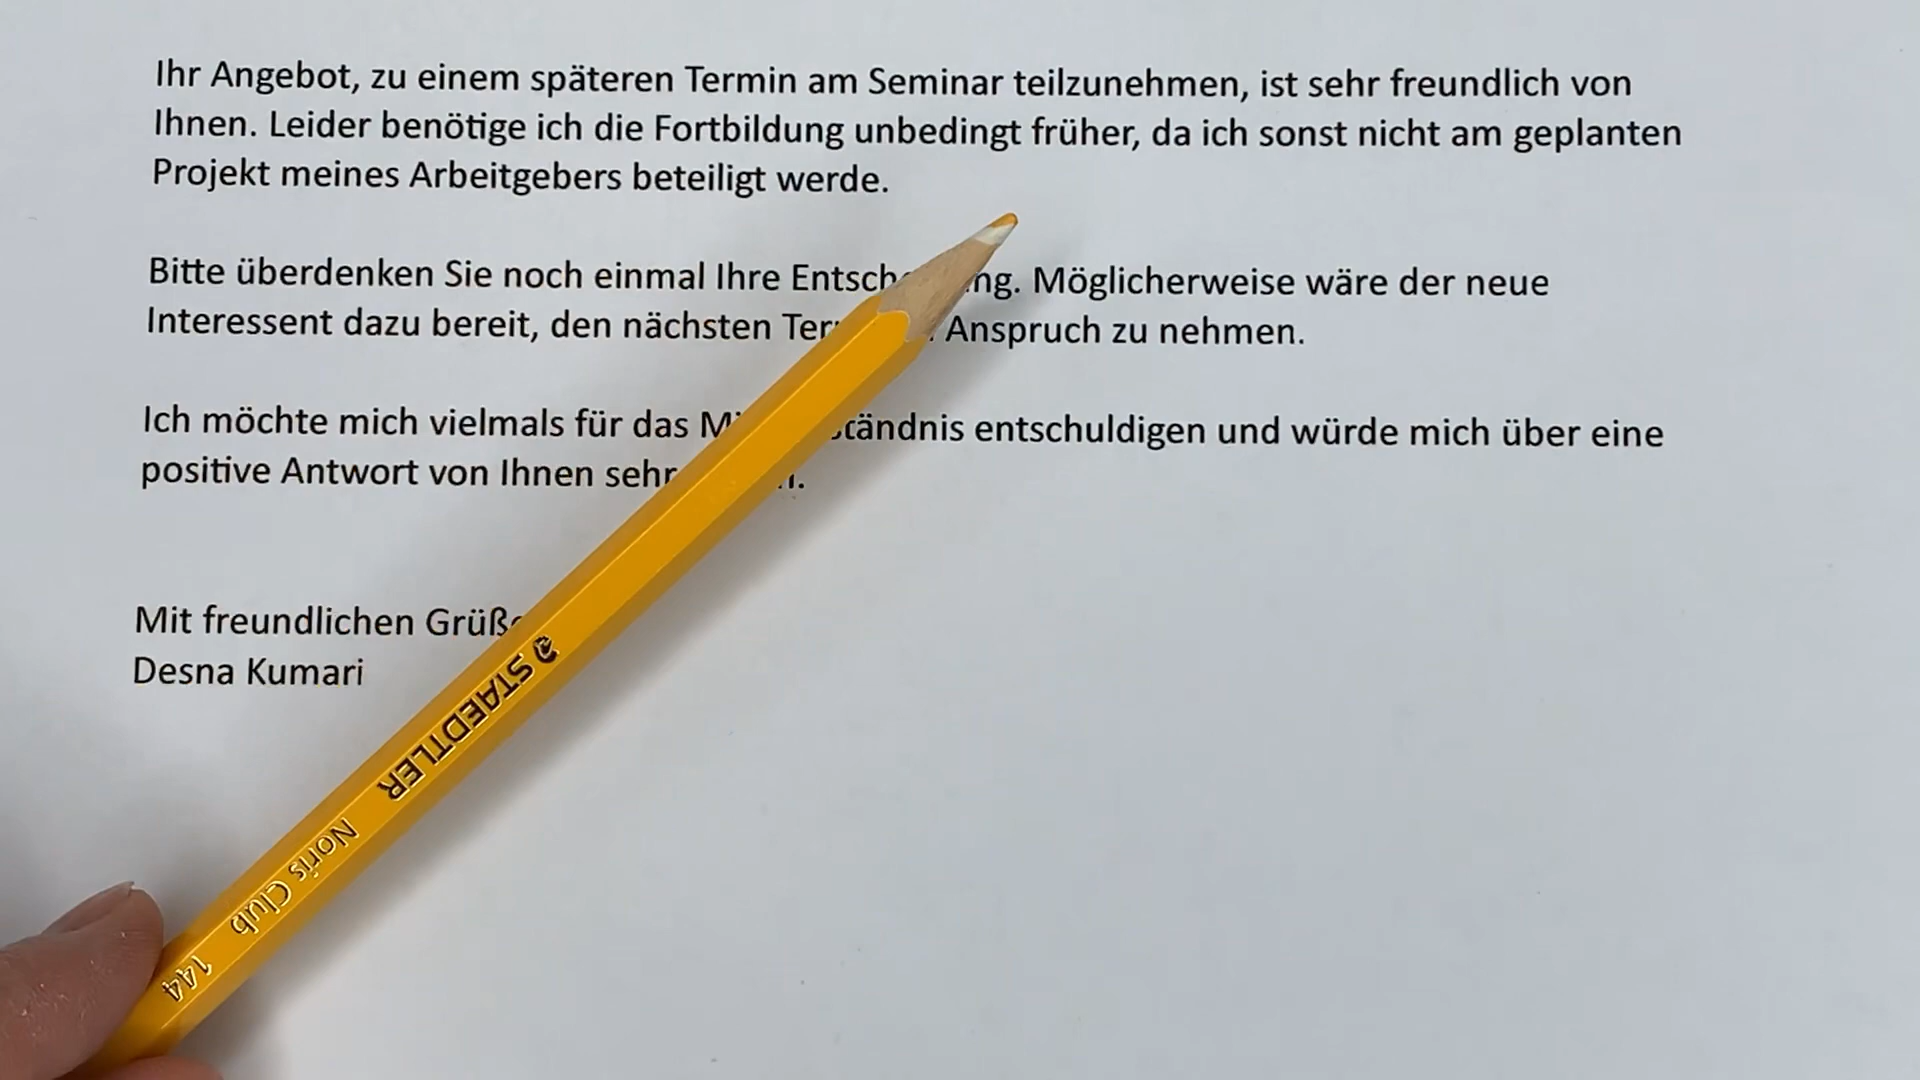 Ihr Angebot, zu einem späteren Termin am Seminar teilzunehmen, ist sehr freundlich von
Ihnen. Leider benötige ich die Fortbildung unbedingt früher, da ich sonst nicht am geplanten
Projekt meines Arbeitgebers beteiligt werde.
Bitte überdenken Sie noch einmal Ihre . Möglicherweise wäre der neue
Interessent dazu bereit, den nächsten Anspruch zu nehmen.
Ich möchte mich vielmals für das entschuldigen und würde mich über eine
positive Antwort von Ihnen sehr
Mit freundlichen
Desna Kumari
STAEDTLER
Noris Club
144